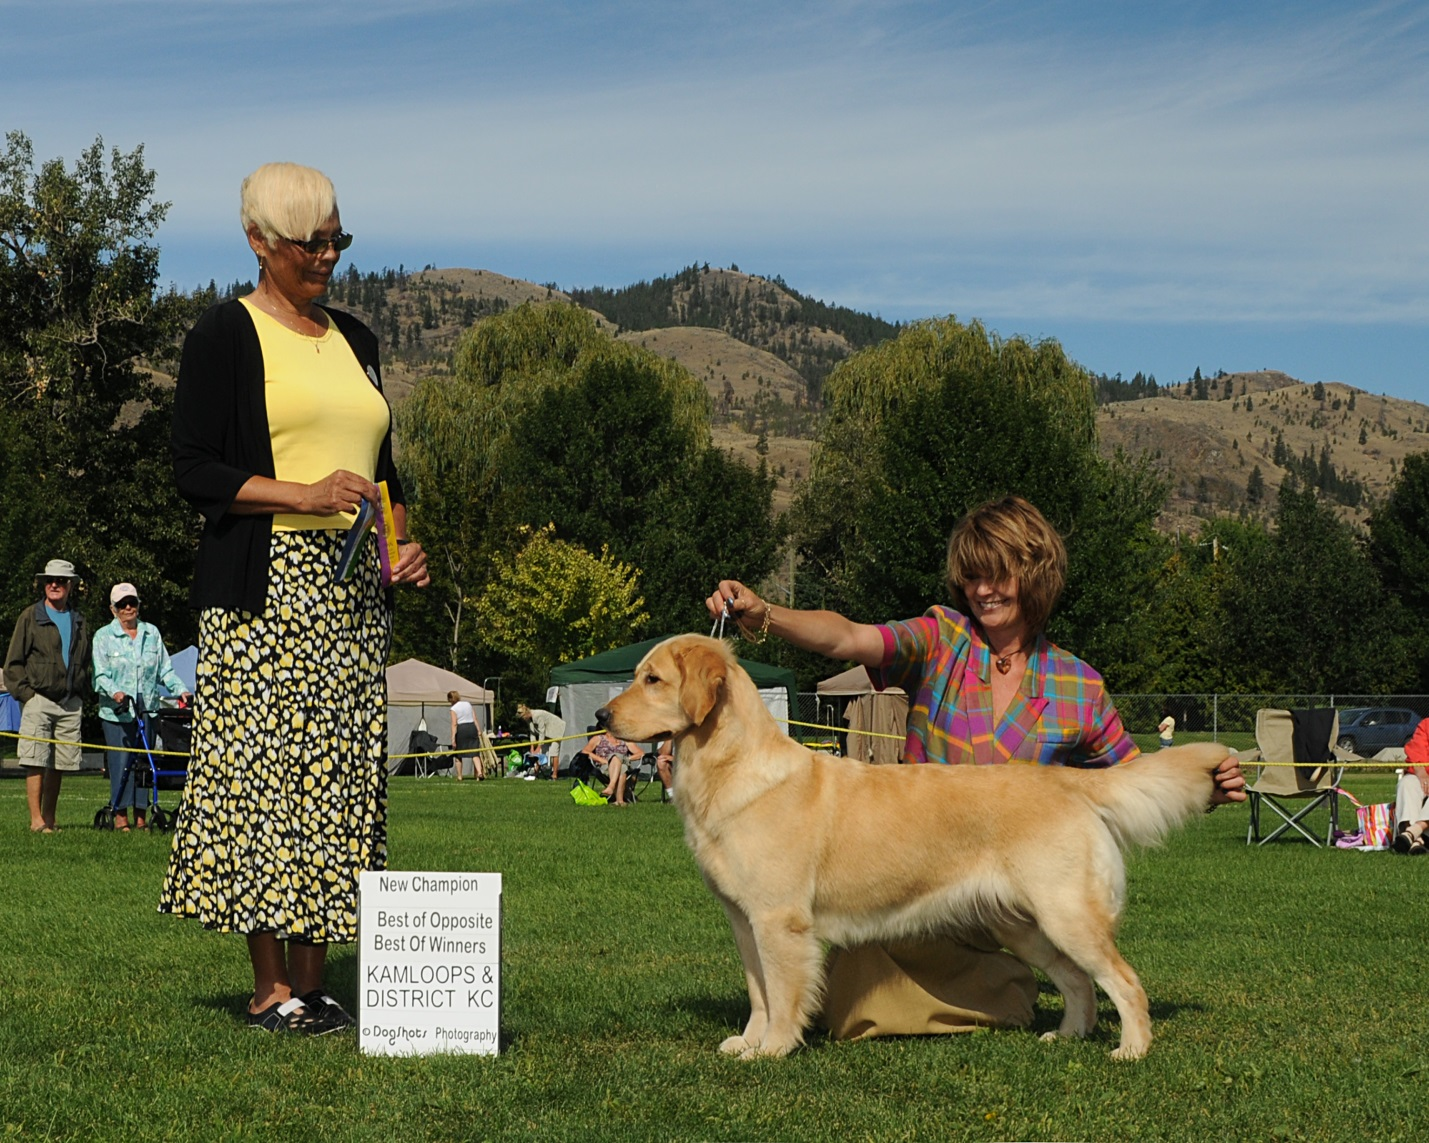 New Champion
Best of Opposite
Best Of Winners
KAMLOOPS &
DISTRICT KC
© DogShots Photography